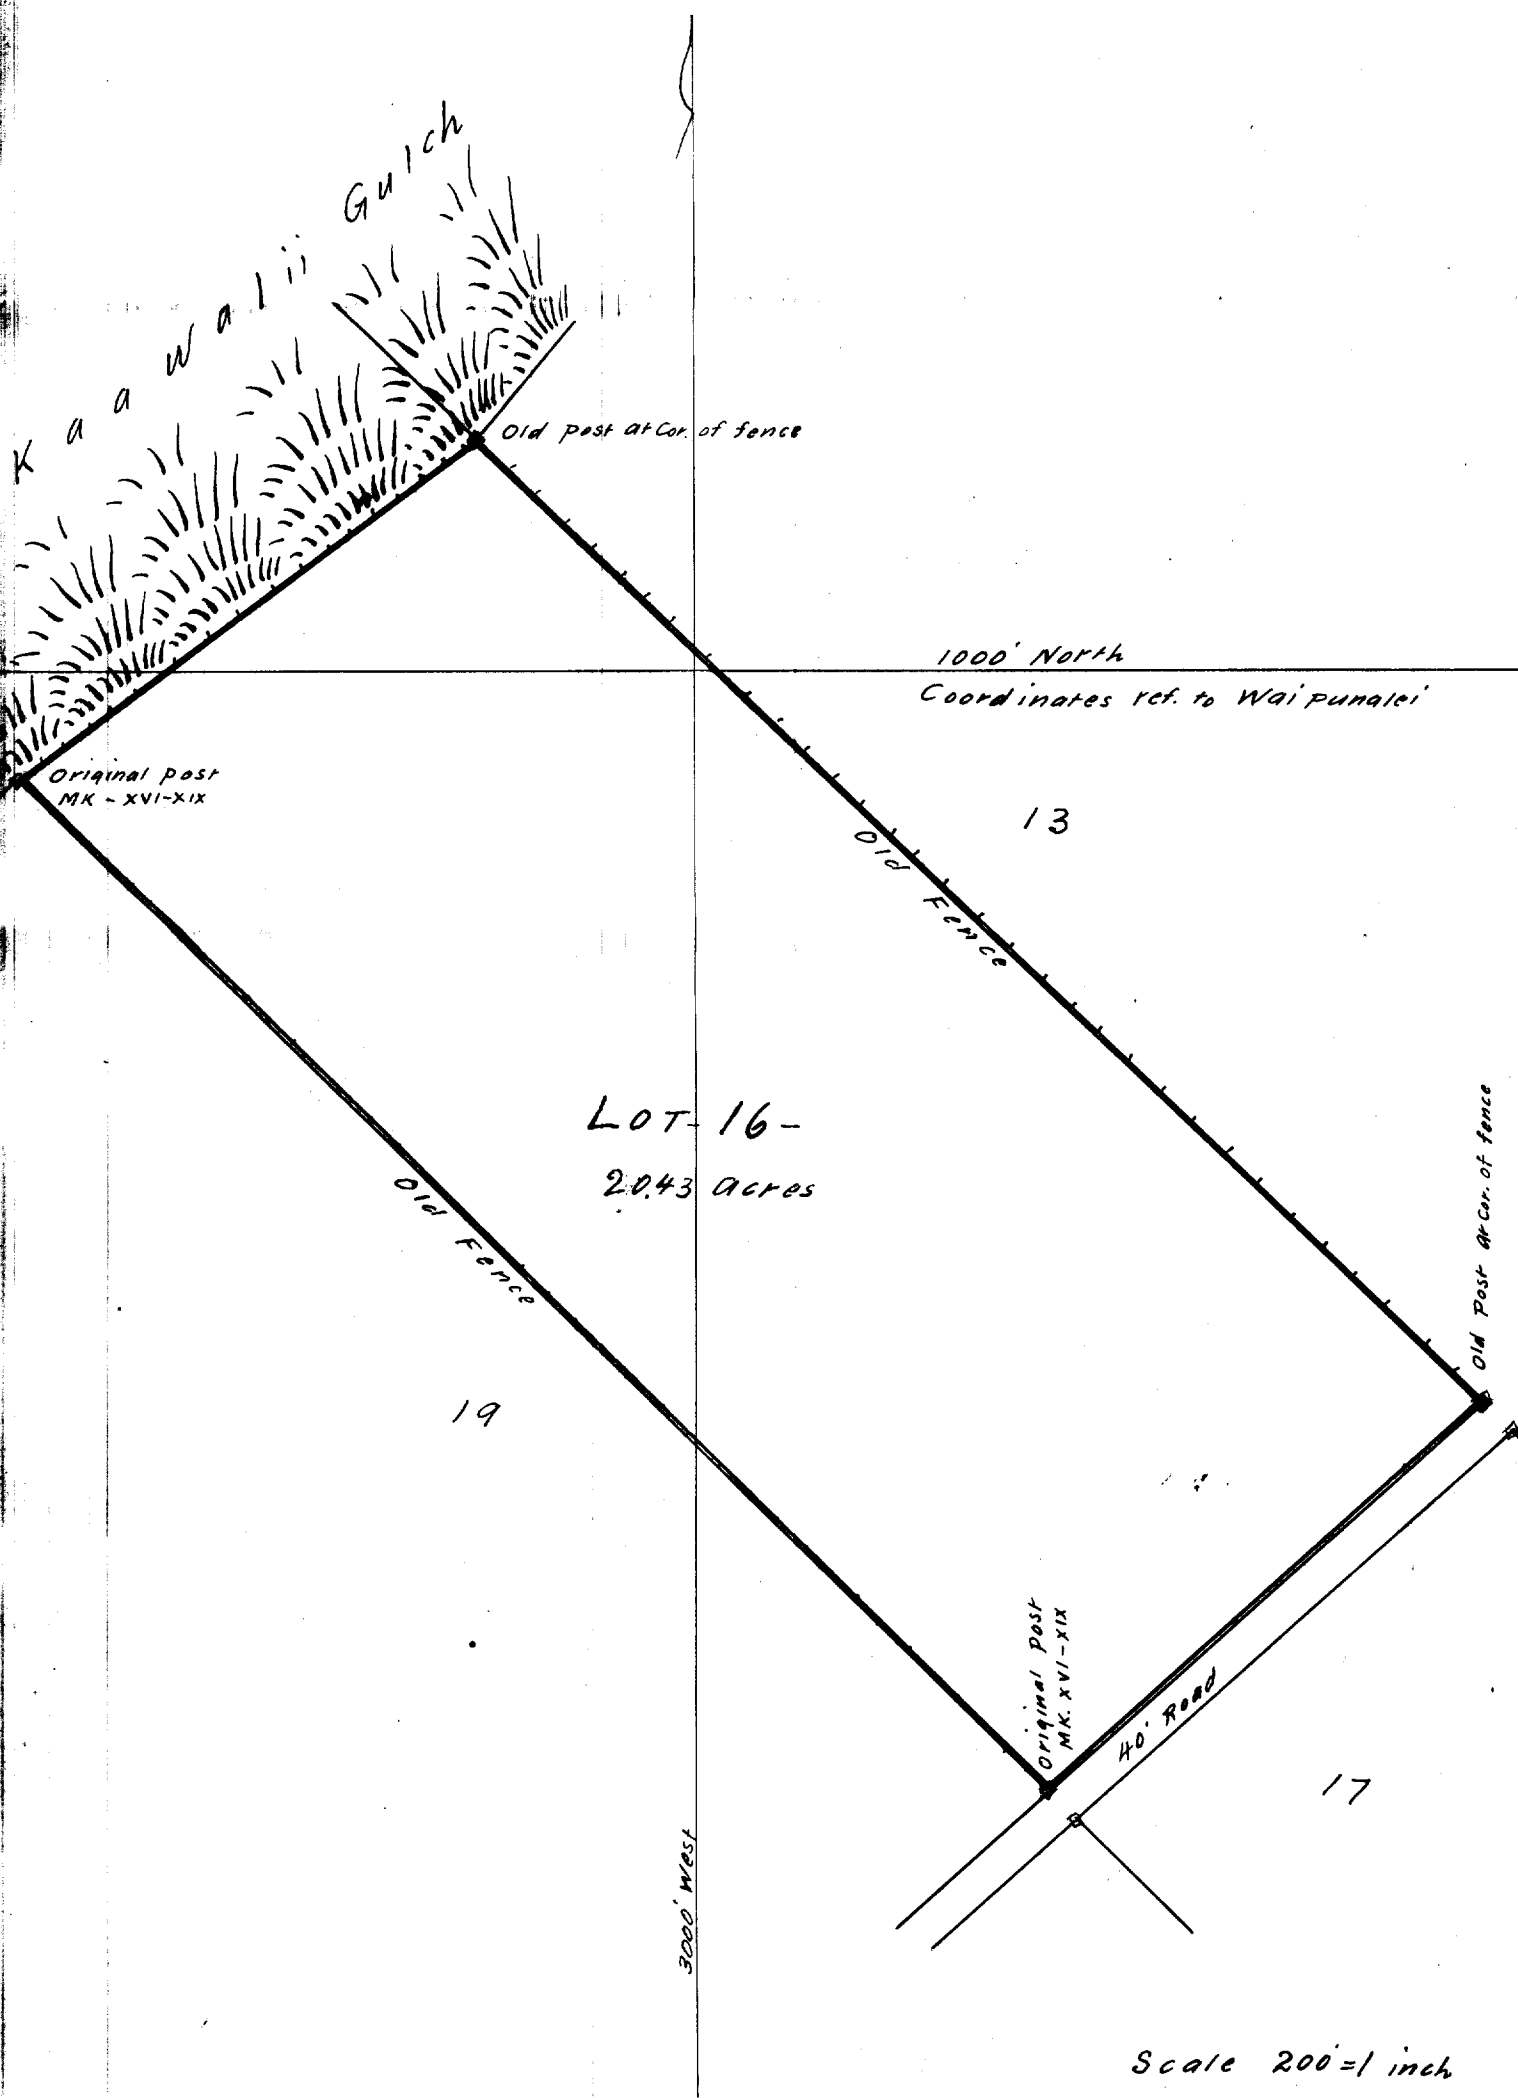 Kaawalii Gulch
Old post at Cor. of fence
1000' North
Coordinates ref. to Waipunalei
Original post
MK - XVI-XIX
13
Old Fence
LOT - 16 -
20.43 acres
Old Fence
Old Post at Cor. of fence
19
Original Post
MK. XVI-XIX
40' Road
17
3000' West
Scale 200'=1 inch